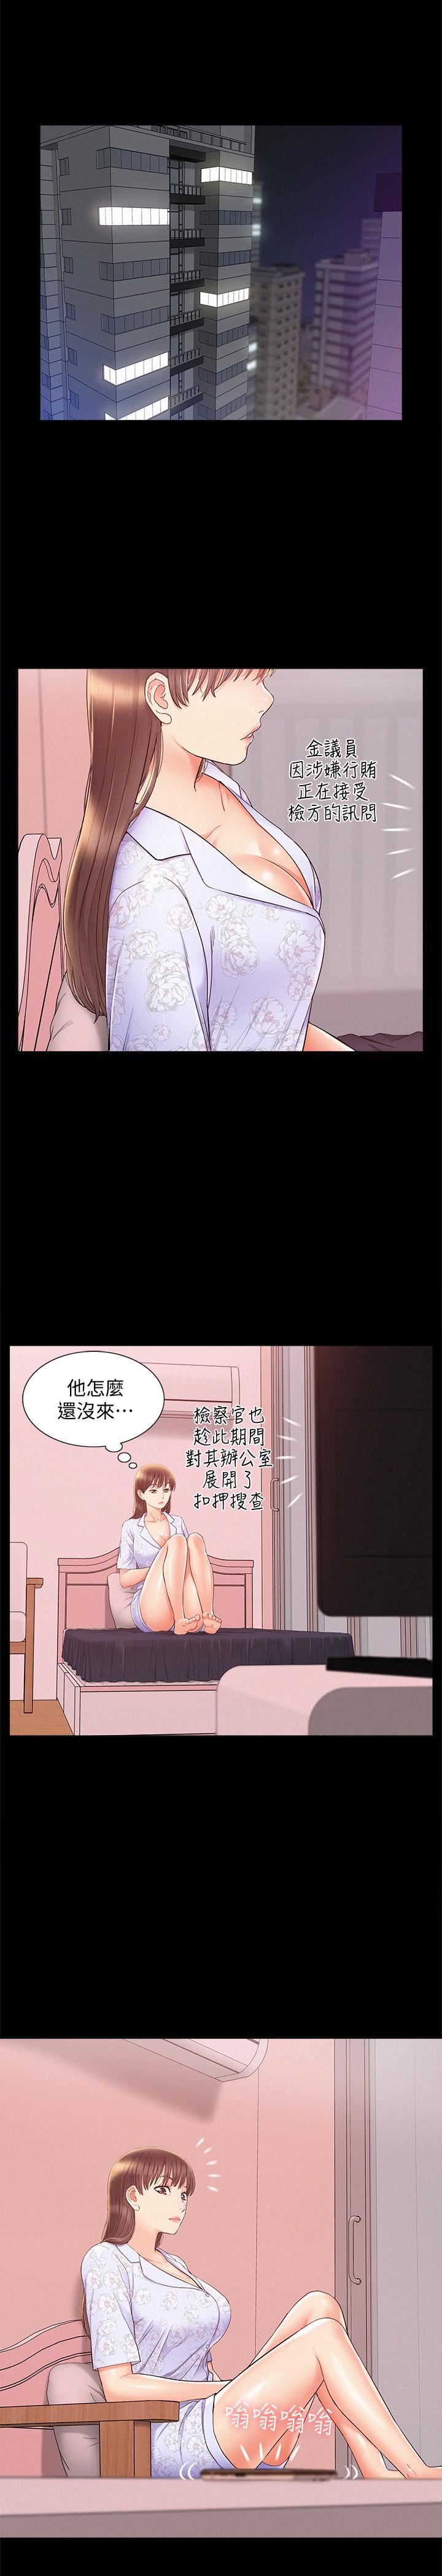 金議員
因涉嫌行賄
正在接受
檢方的訊問
他怎麼
還沒來⋯
檢察官也
趁此期間
對其辦公室
展開了
扣押搜查
嗡嗡嗡嗡